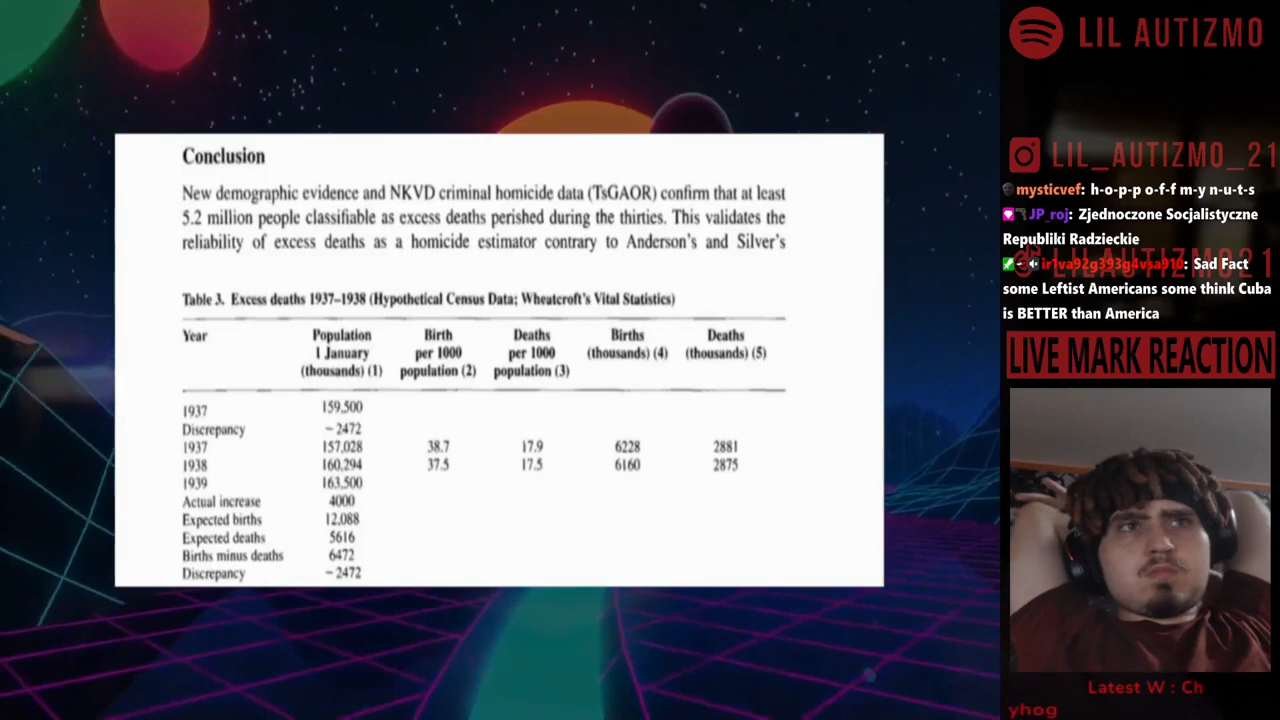 Conclusion
New demographic evidence and NKVD criminal homicide data (TsGAOR) confirm that at least
5.2 million people classifiable as excess deaths perished during the thirties. This validates the
reliability of excess deaths as a homicide estimator contrary to Anderson's and Silver's
Table 3. Excess deaths 1937–1938 (Hypothetical Census Data; Wheatcroft's Vital Statistics)
Year Population 1 January (thousands) (1) Birth per 1000 population (2) Deaths per 1000 population (3) Births (thousands) (4) Deaths (thousands) (5)
1937 159,500
Discrepancy −2472
1937 157,028 38.7 17.9 6228 2881
1938 160,294 37.5 17.5 6160 2875
1939 163,500
Actual increase 4000
Expected births 12,088
Expected deaths 5616
Births minus deaths 6472
Discrepancy −2472
LIL AUTIZMO
LIL_AUTIZMO_21
mysticvef: h-o-p-p o-f-f m-y n-u-t-s
JP_roj: Zjednoczone Socjalistyczne
Republiki Radzieckie
LILAUTIZMO21
ir1va92g393g4vsa910: Sad Fact
some Leftist Americans some think Cuba
is BETTER than America
LIVE MARK REACTION
Latest W : Ch
yhog